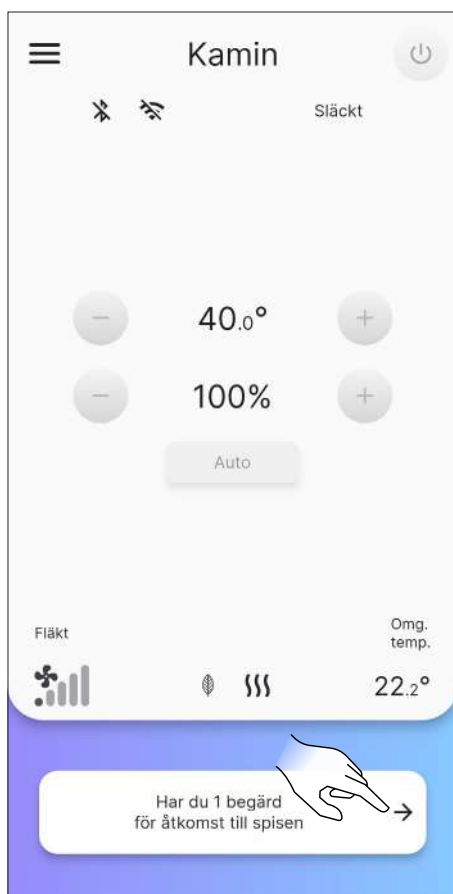 Kamin
Släckt
40.0°
100%
Auto
Fläkt
Omg.
temp.
22.2°
Har du 1 begärd
för åtkomst till spisen